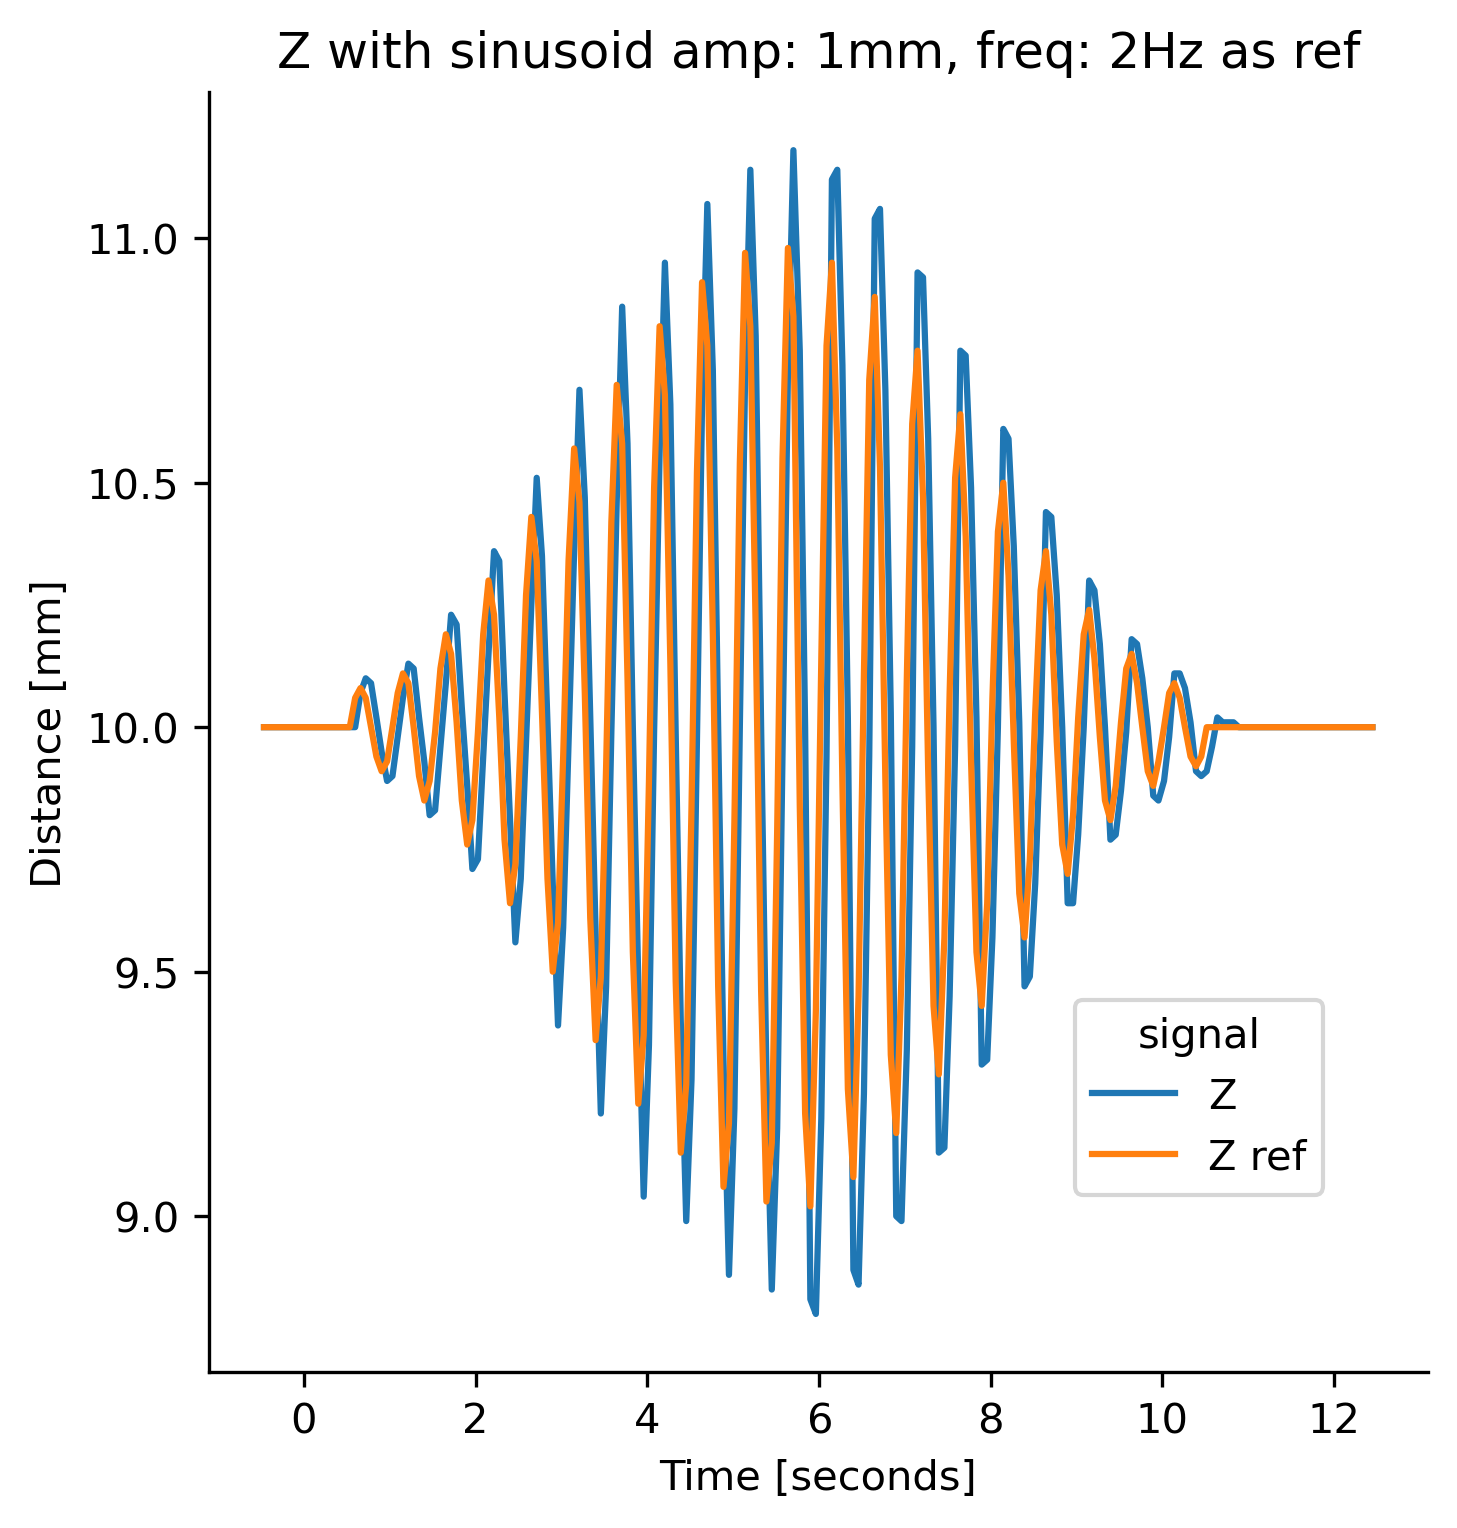 Z with sinusoid amp: 1mm, freq: 2Hz as ref
11.0
10.5
10.0
9.5
9.0
Distance [mm]
signal
Z
Z ref
0 2 4 6 8 10 12
Time [seconds]